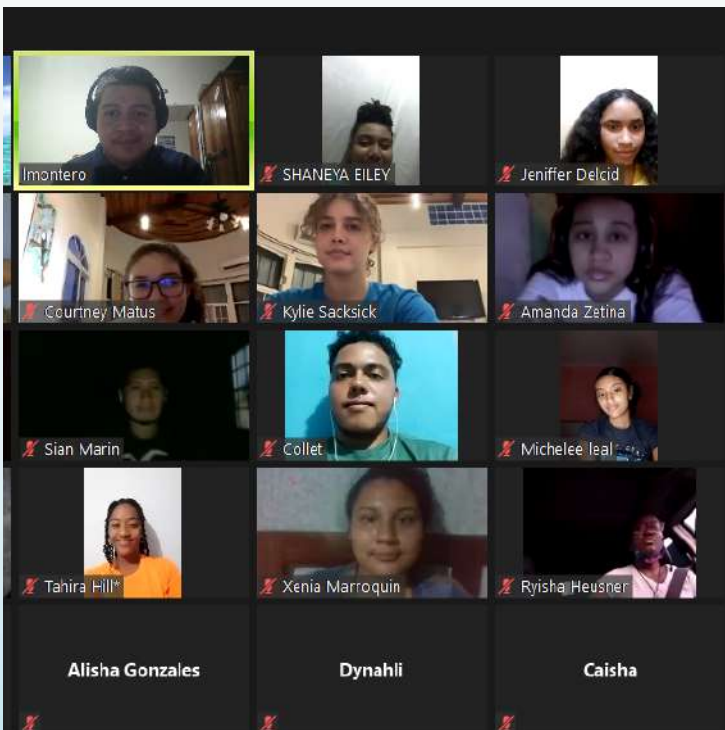 lmontero
SHANEYA EILEY
Jeniffer Delcid
Courtney Matus
Kylie Sacksick
Amanda Zetina
Sian Marin
Collet
Michelee leal
Tahira Hill*
Xenia Marroquin
Ryisha Heusner
Alisha Gonzales
Dynahli
Caisha